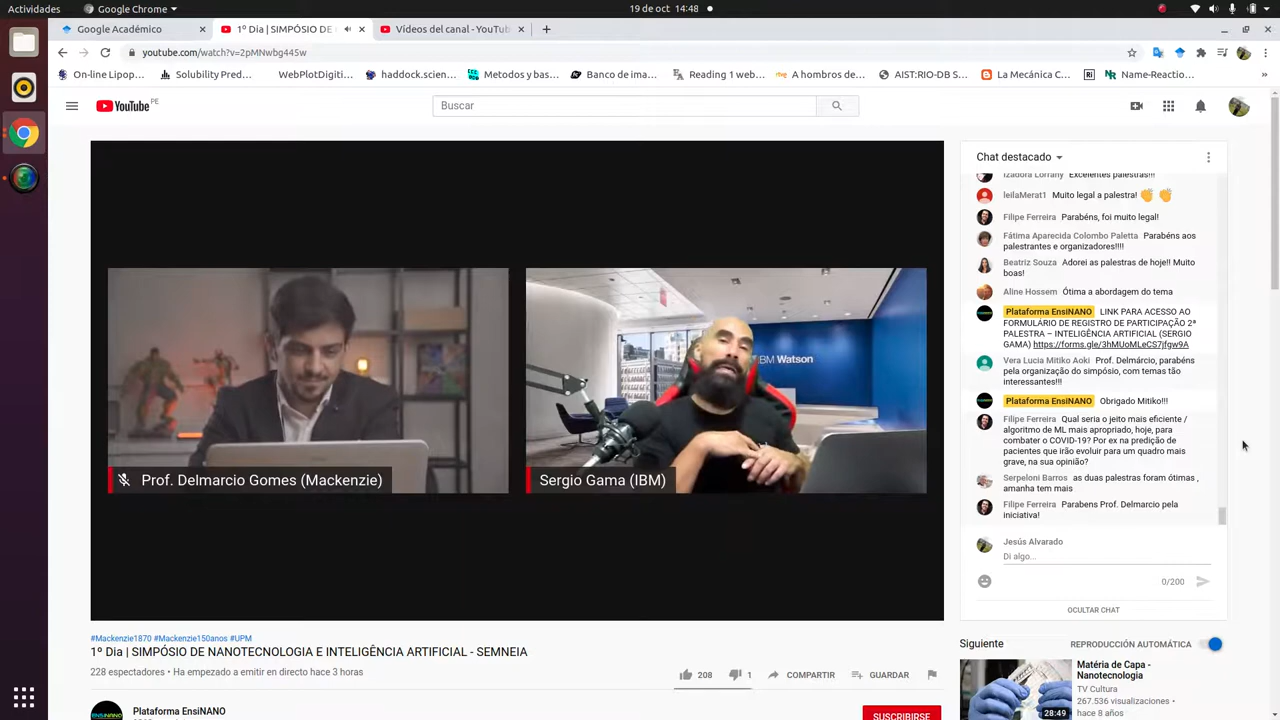 Actividades
Google Chrome
19 de oct 14:48
Google Académico
1º Dia | SIMPÓSIO DE
Vídeos del canal - YouTub
youtube.com/watch?v=2pMNwbg445w
On-line Lipop...
Solubility Pred...
WebPlotDigiti...
haddock.scien...
Metodos y bas...
Banco de imag...
Reading 1 web...
A hombros de...
AIST:RIO-DB S...
La Mecánica C...
Name-Reactio...
»
YouTube PE
Buscar
IBM Watson
Prof. Delmarcio Gomes (Mackenzie)
Sergio Gama (IBM)
#Mackenzie1870 #Mackenzie150anos #UPM
1º Dia | SIMPÓSIO DE NANOTECNOLOGIA E INTELIGÊNCIA ARTIFICIAL - SEMNEIA
228 espectadores • Ha empezado a emitir en directo hace 3 horas
208
1
COMPARTIR
GUARDAR
Plataforma EnsiNANO
SUSCRIBIRSE
Chat destacado
Izadora Lorrany Excelentes palestras!!!
leilaMerat1 Muito legal a palestra!
Filipe Ferreira Parabéns, foi muito legal!
Fátima Aparecida Colombo Paletta Parabéns aos
palestrantes e organizadores!!!!
Beatriz Souza Adorei as palestras de hoje!! Muito
boas!
Aline Hossem Ótima a abordagem do tema
Plataforma EnsiNANO LINK PARA ACESSO AO
FORMULÁRIO DE REGISTRO DE PARTICIPAÇÃO 2ª
PALESTRA – INTELIGÊNCIA ARTIFICIAL (SERGIO
GAMA) https://forms.gle/3hMUoMLeCS7jfgw9A
Vera Lucia Mitiko Aoki Prof. Delmárcio, parabéns
pela organização do simpósio, com temas tão
interessantes!!!
Plataforma EnsiNANO Obrigado Mitiko!!!
Filipe Ferreira Qual seria o jeito mais eficiente /
algoritmo de ML mais apropriado, hoje, para
combater o COVID-19? Por ex na predição de
pacientes que irão evoluir para um quadro mais
grave, na sua opinião?
Serpeloni Barros as duas palestras foram ótimas ,
amanha tem mais
Filipe Ferreira Parabens Prof. Delmarcio pela
iniciativa!
Jesús Alvarado
Di algo...
0/200
OCULTAR CHAT
Siguiente
REPRODUCCIÓN AUTOMÁTICA
28:49
Matéria de Capa -
Nanotecnologia
TV Cultura
267.536 visualizaciones •
hace 8 años